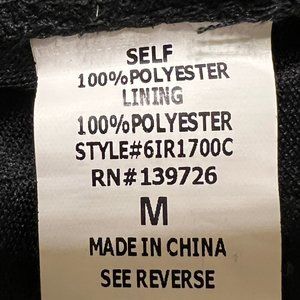 SELF
100%POLYESTER
LINING
100%POLYESTER
STYLE#6IR1700C
RN#139726
M
MADE IN CHINA
SEE REVERSE